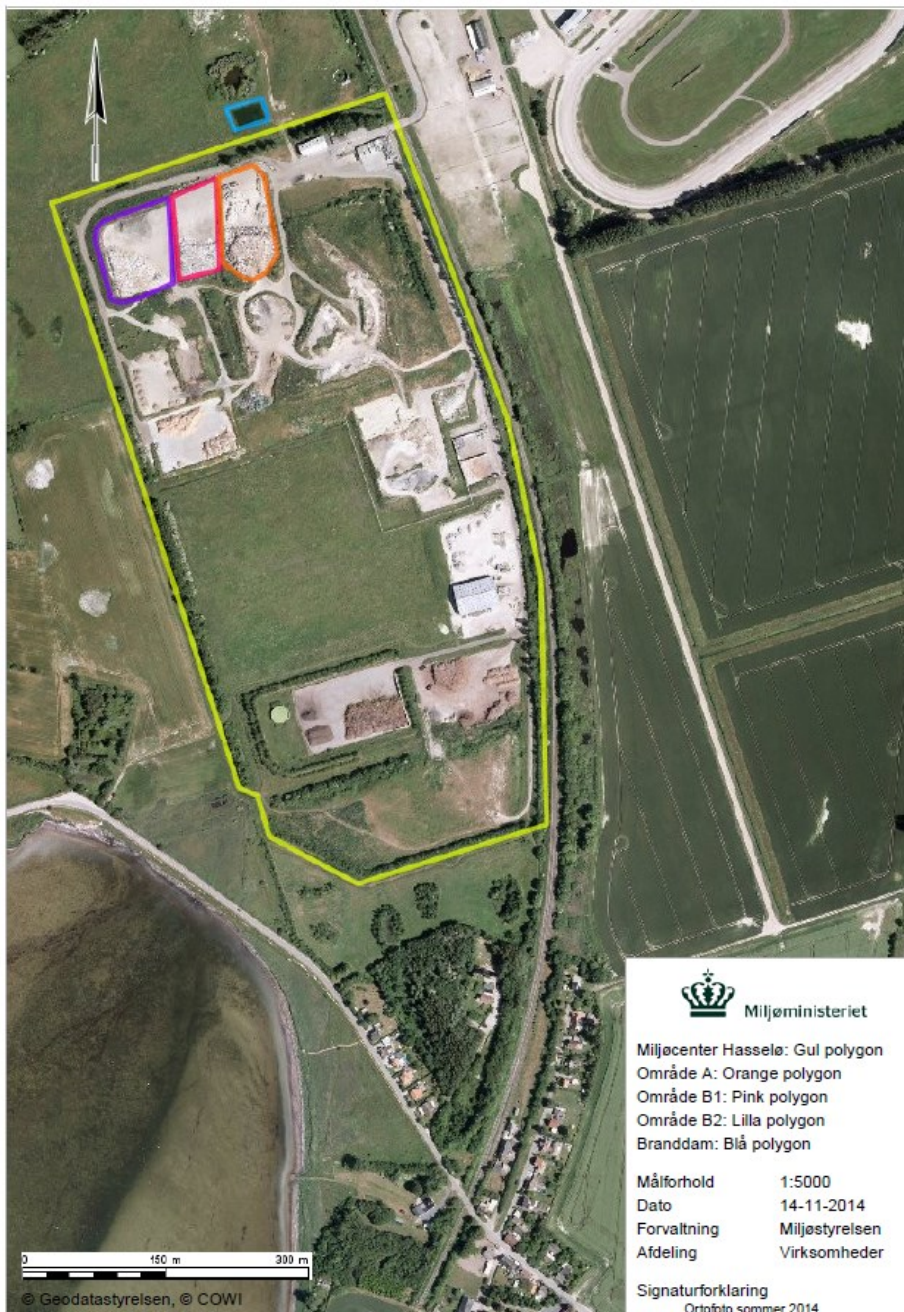 Miljøministeriet
Miljøcenter Hasselø: Gul polygon
Område A: Orange polygon
Område B1: Pink polygon
Område B2: Lilla polygon
Branddam: Blå polygon
Målforhold 1:5000
Dato 14-11-2014
Forvaltning Miljøstyrelsen
Afdeling Virksomheder
Signaturforklaring
Ortofoto sommer 2014
0 150 m 300 m
© Geodatastyrelsen, © COWI